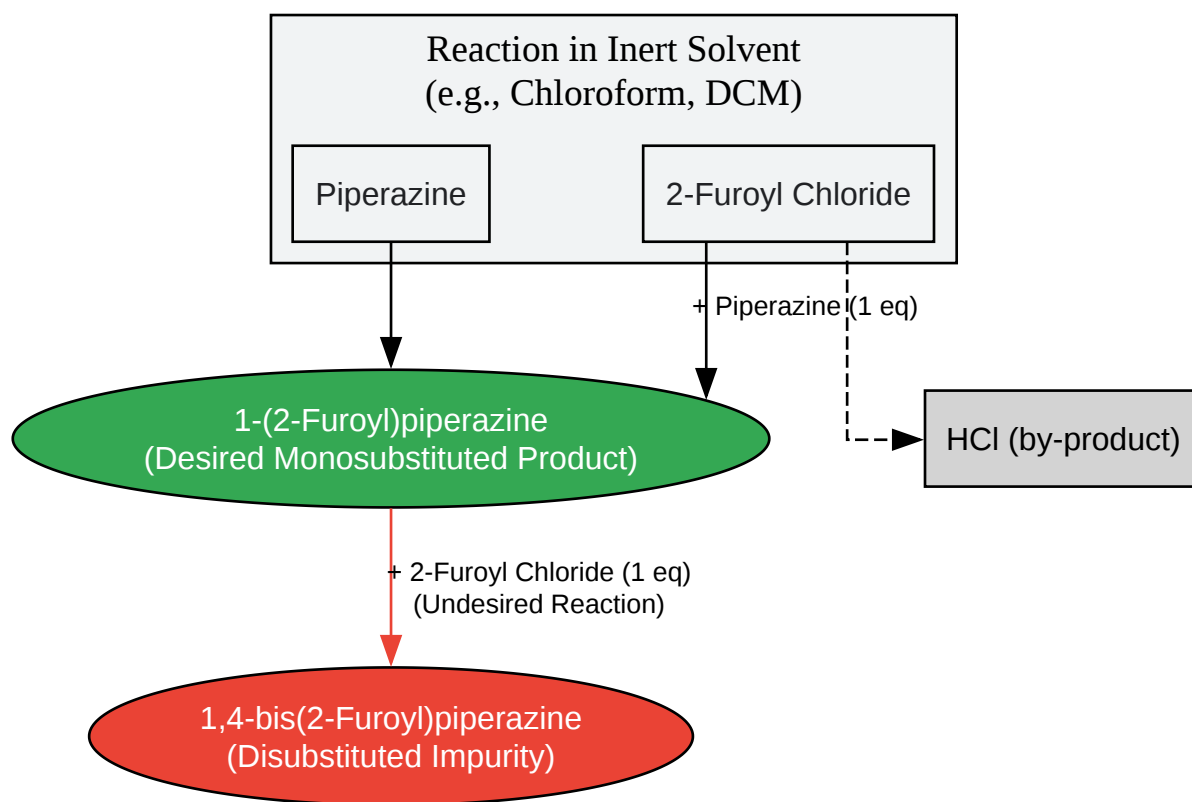 Reaction in Inert Solvent
(e.g., Chloroform, DCM)
Piperazine
2-Furoyl Chloride
+ Piperazine (1 eq)
1-(2-Furoyl)piperazine
(Desired Monosubstituted Product)
HCl (by-product)
+ 2-Furoyl Chloride (1 eq)
(Undesired Reaction)
1,4-bis(2-Furoyl)piperazine
(Disubstituted Impurity)